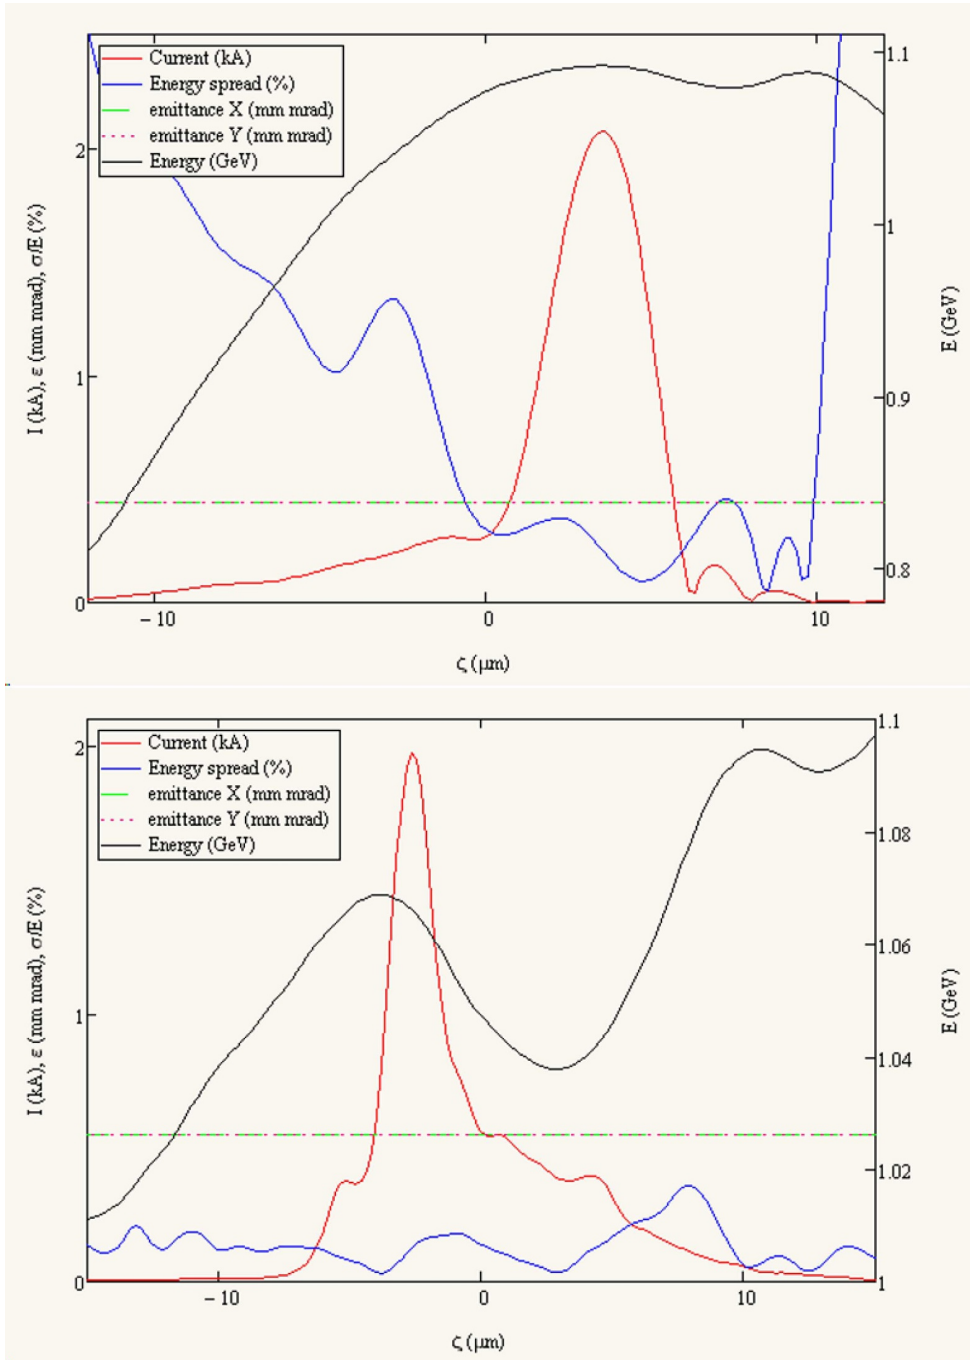 Current (kA)
Energy spread (%)
emittance X (mm mrad)
emittance Y (mm mrad)
Energy (GeV)
I (kA), ε (mm mrad), σ/E (%)
2
1
0
1.1
1
0.9
0.8
E (GeV)
−10
0
10
ζ (μm)
Current (kA)
Energy spread (%)
emittance X (mm mrad)
emittance Y (mm mrad)
Energy (GeV)
I (kA), ε (mm mrad), σ/E (%)
2
1
0
1.1
1.08
1.06
1.04
1.02
1
E (GeV)
−10
0
10
ζ (μm)